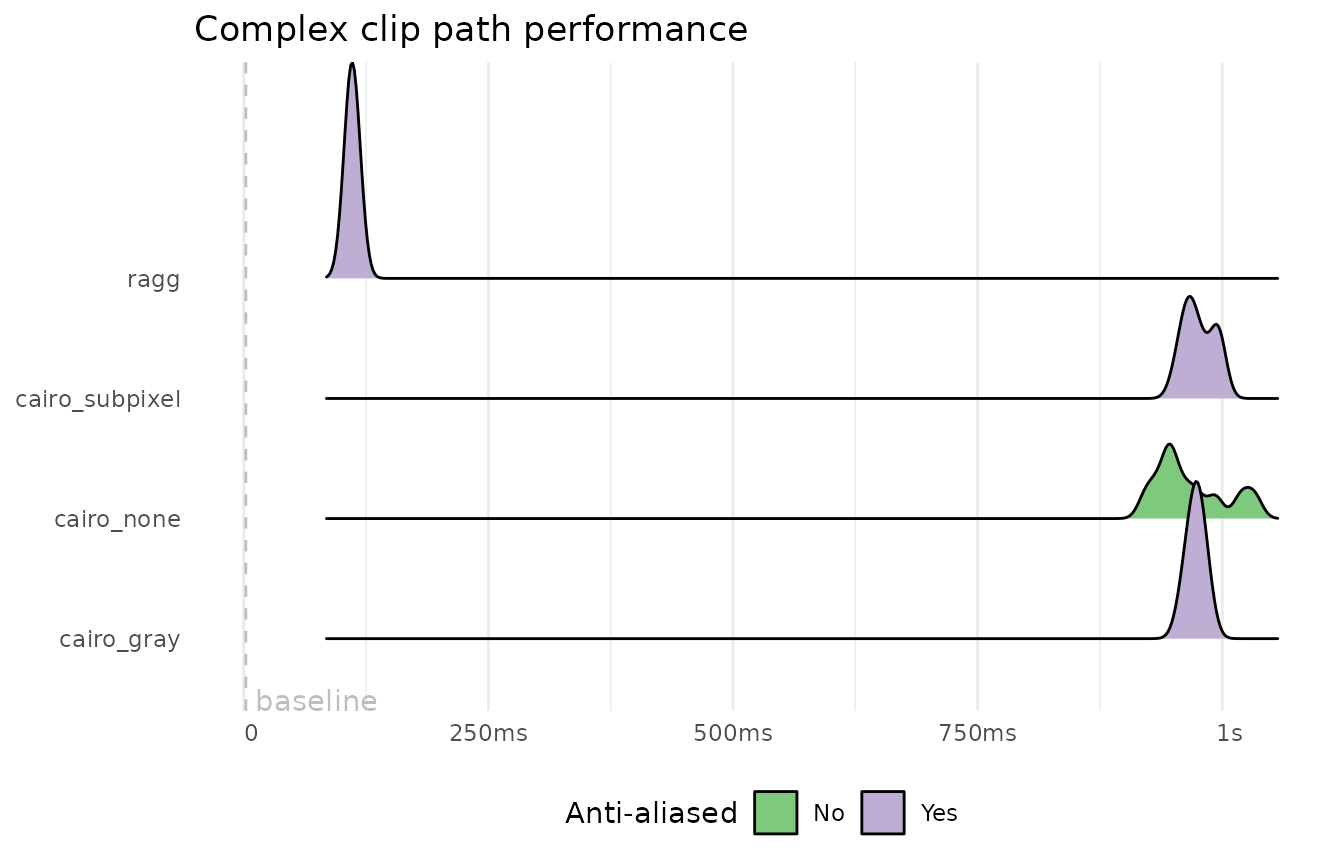 Complex clip path performance
ragg
cairo_subpixel
cairo_none
cairo_gray
baseline
0 250ms 500ms 750ms 1s
Anti-aliased No Yes